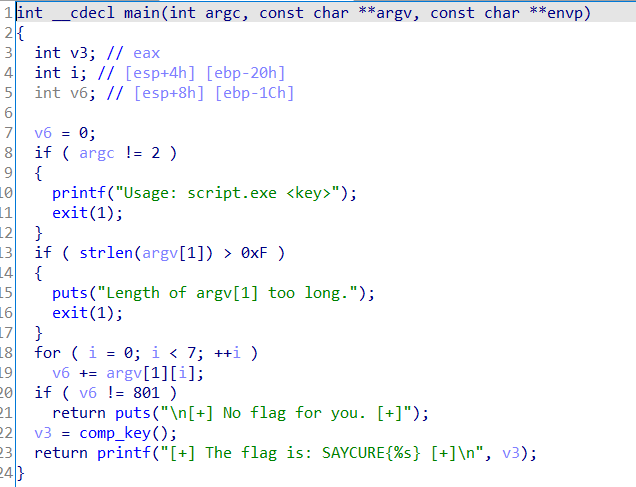 1 int __cdecl main(int argc, const char **argv, const char **envp)
2 {
3   int v3; // eax
4   int i; // [esp+4h] [ebp-20h]
5   int v6; // [esp+8h] [ebp-1Ch]
6
7   v6 = 0;
8   if ( argc != 2 )
9   {
10     printf("Usage: script.exe <key>");
11     exit(1);
12   }
13   if ( strlen(argv[1]) > 0xF )
14   {
15     puts("Length of argv[1] too long.");
16     exit(1);
17   }
18   for ( i = 0; i < 7; ++i )
19     v6 += argv[1][i];
20   if ( v6 != 801 )
21     return puts("\n[+] No flag for you. [+]");
22   v3 = comp_key();
23   return printf("[+] The flag is: SAYCURE{%s} [+]\n", v3);
24 }